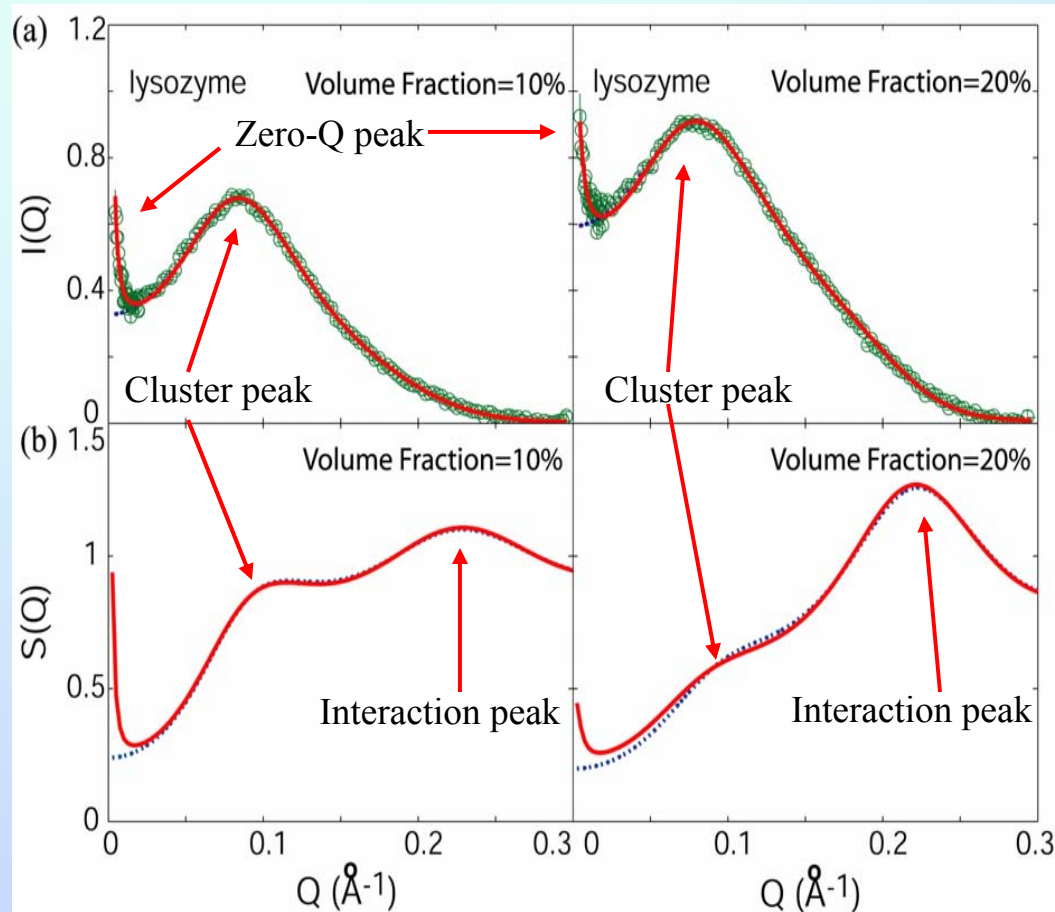 (a)
1.2
0.8
0.4
0
I(Q)
lysozyme
Volume Fraction=10%
lysozyme
Volume Fraction=20%
Zero-Q peak
Cluster peak
Cluster peak
(b)
1.5
1
0.5
0
S(Q)
Volume Fraction=10%
Volume Fraction=20%
Interaction peak
Interaction peak
0 0.1 0.2 0.3
0.1 0.2 0.3
Q (Å⁻¹)
Q (Å⁻¹)